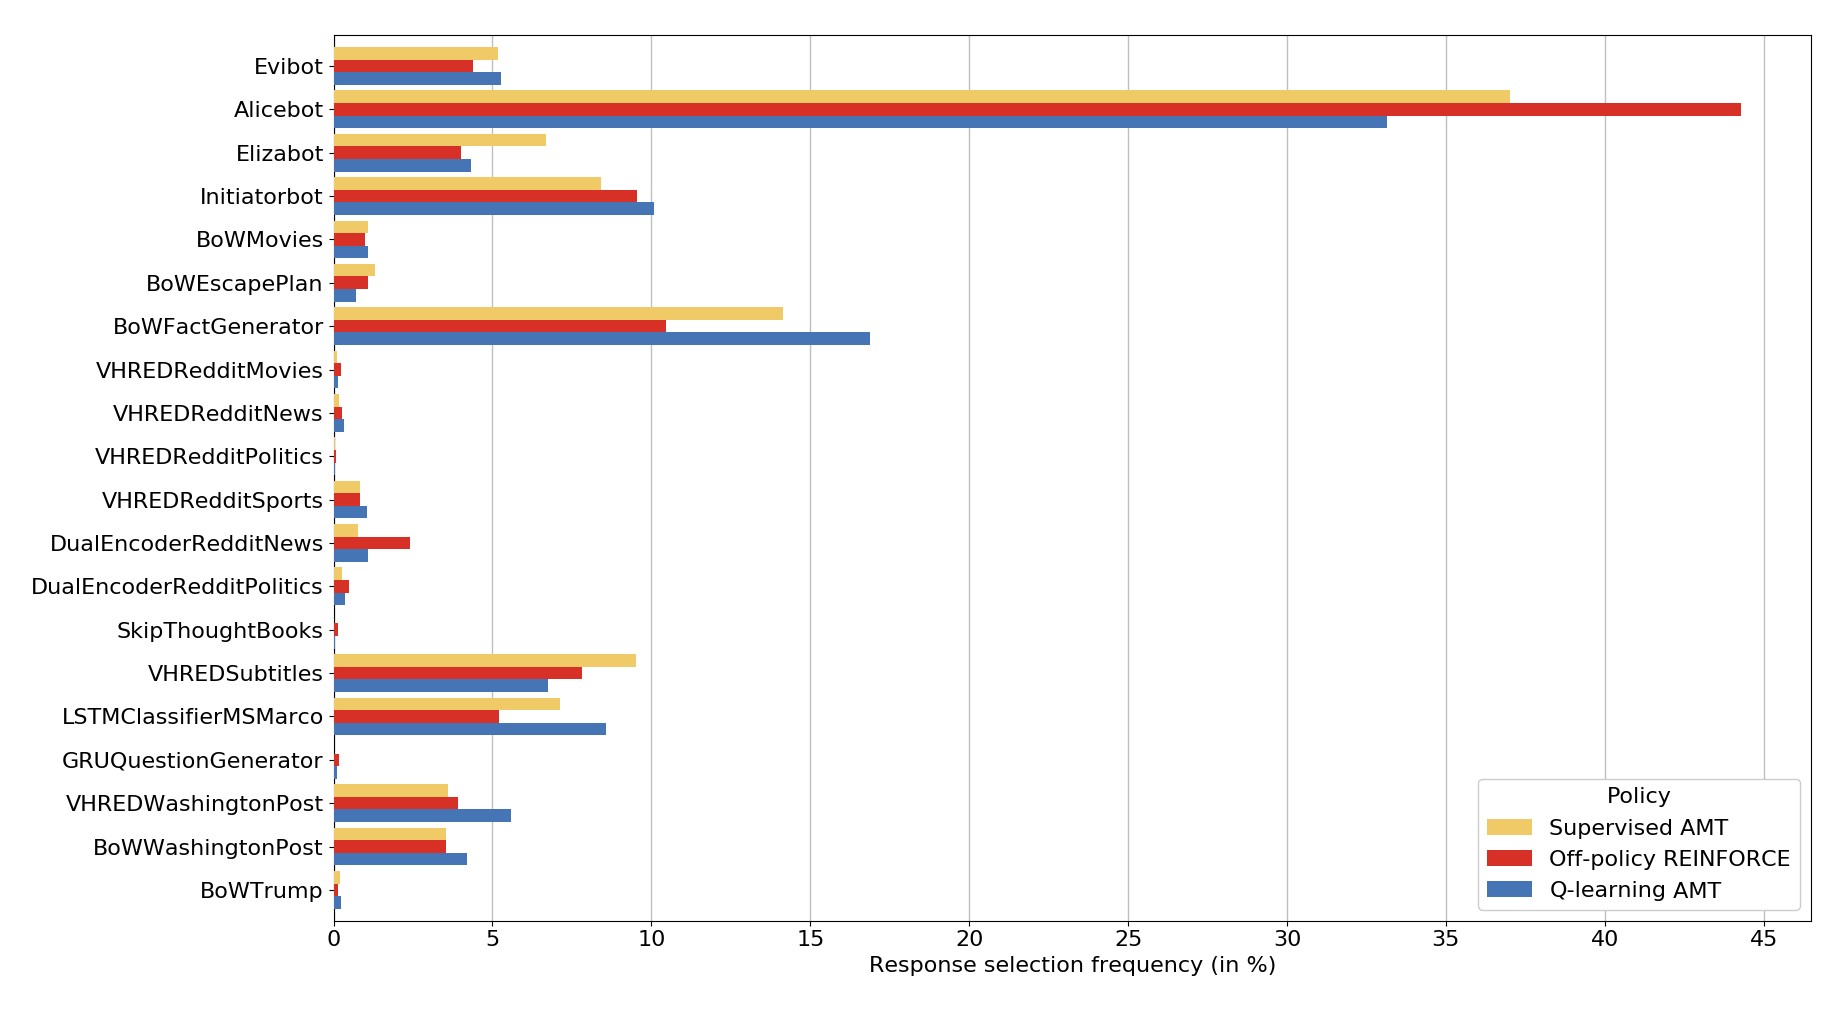 Evibot
Alicebot
Elizabot
Initiatorbot
BoWMovies
BoWEscapePlan
BoWFactGenerator
VHREDRedditMovies
VHREDRedditNews
VHREDRedditPolitics
VHREDRedditSports
DualEncoderRedditNews
DualEncoderRedditPolitics
SkipThoughtBooks
VHREDSubtitles
LSTMClassifierMSMarco
GRUQuestionGenerator
VHREDWashingtonPost
BoWWashingtonPost
BoWTrump
Policy
Supervised AMT
Off-policy REINFORCE
Q-learning AMT
0 5 10 15 20 25 30 35 40 45
Response selection frequency (in %)